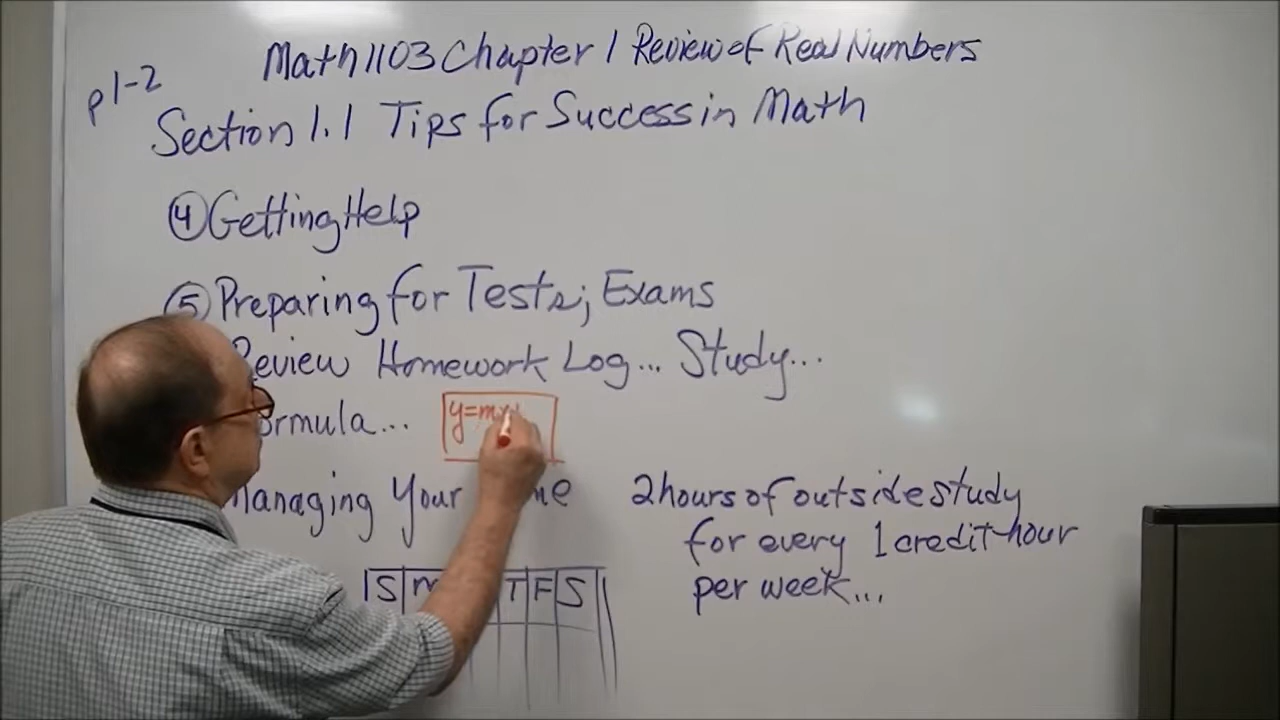 Math 1103 Chapter 1 Review of Real Numbers
p 1-2
Section 1.1 Tips for Success in Math
④ Getting Help
⑤ Preparing for Tests; Exams
Review Homework Log... Study...
ormula...
y=mx
Managing Your
2 hours of outside study
for every 1 credit-hour
per week...
S M T F S